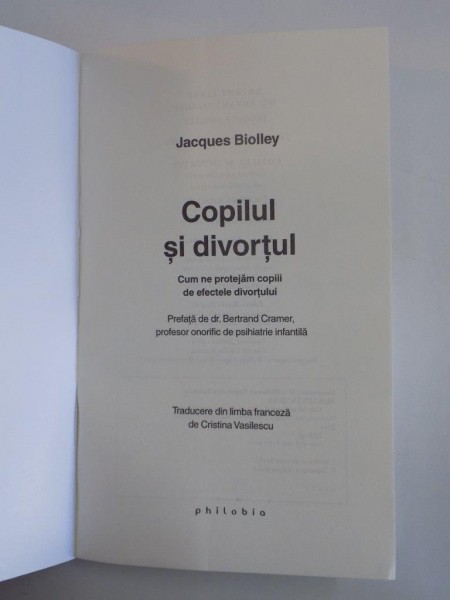 Jacques Biolley
Copilul
și divorțul
Cum ne protejăm copiii
de efectele divorțului
Prefață de dr. Bertrand Cramer,
profesor onorific de psihiatrie infantilă
Traducere din limba franceză
de Cristina Vasilescu
philobia